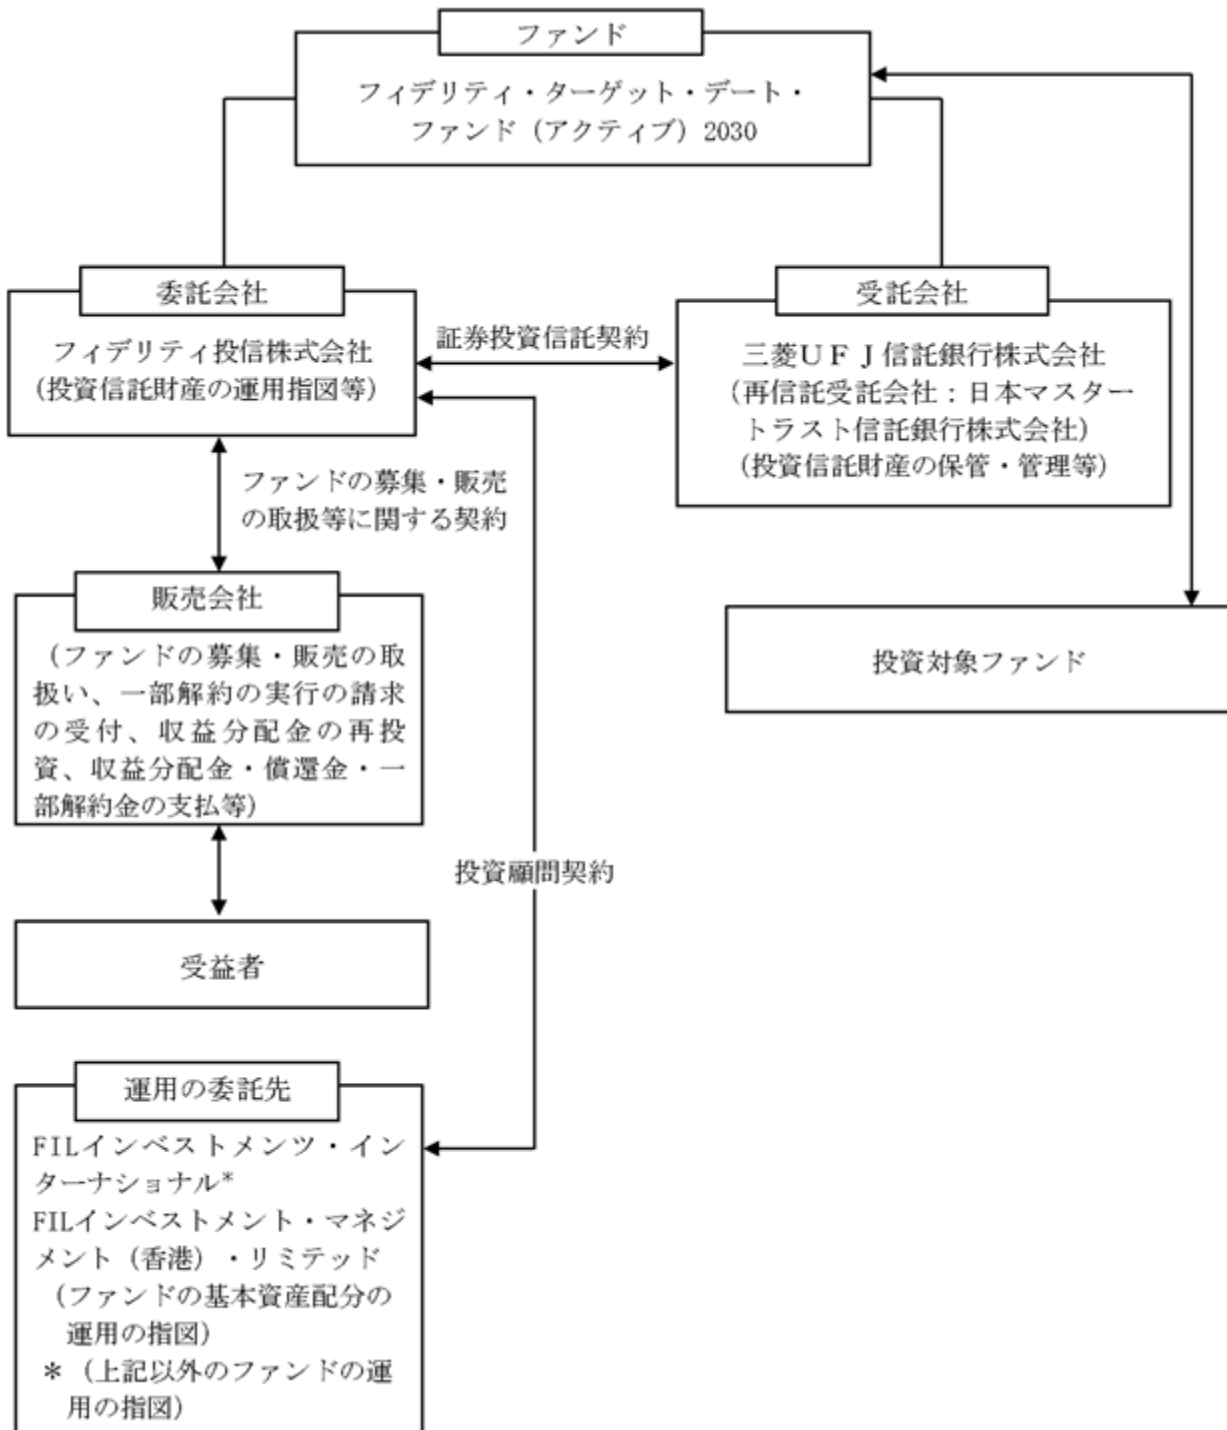 ファンド
フィデリティ・ターゲット・デート・
ファンド（アクティブ）2030
委託会社
フィデリティ投信株式会社
（投資信託財産の運用指図等）
証券投資信託契約
受託会社
三菱ＵＦＪ信託銀行株式会社
（再信託受託会社：日本マスター
トラスト信託銀行株式会社）
（投資信託財産の保管・管理等）
ファンドの募集・販売
の取扱等に関する契約
販売会社
（ファンドの募集・販売の取
扱い、一部解約の実行の請求
の受付、収益分配金の再投
資、収益分配金・償還金・一
部解約金の支払等）
投資対象ファンド
投資顧問契約
受益者
運用の委託先
FILインベストメンツ・イン
ターナショナル*
FILインベストメント・マネジ
メント（香港）・リミテッド
（ファンドの基本資産配分の
運用の指図）
＊（上記以外のファンドの運
用の指図）